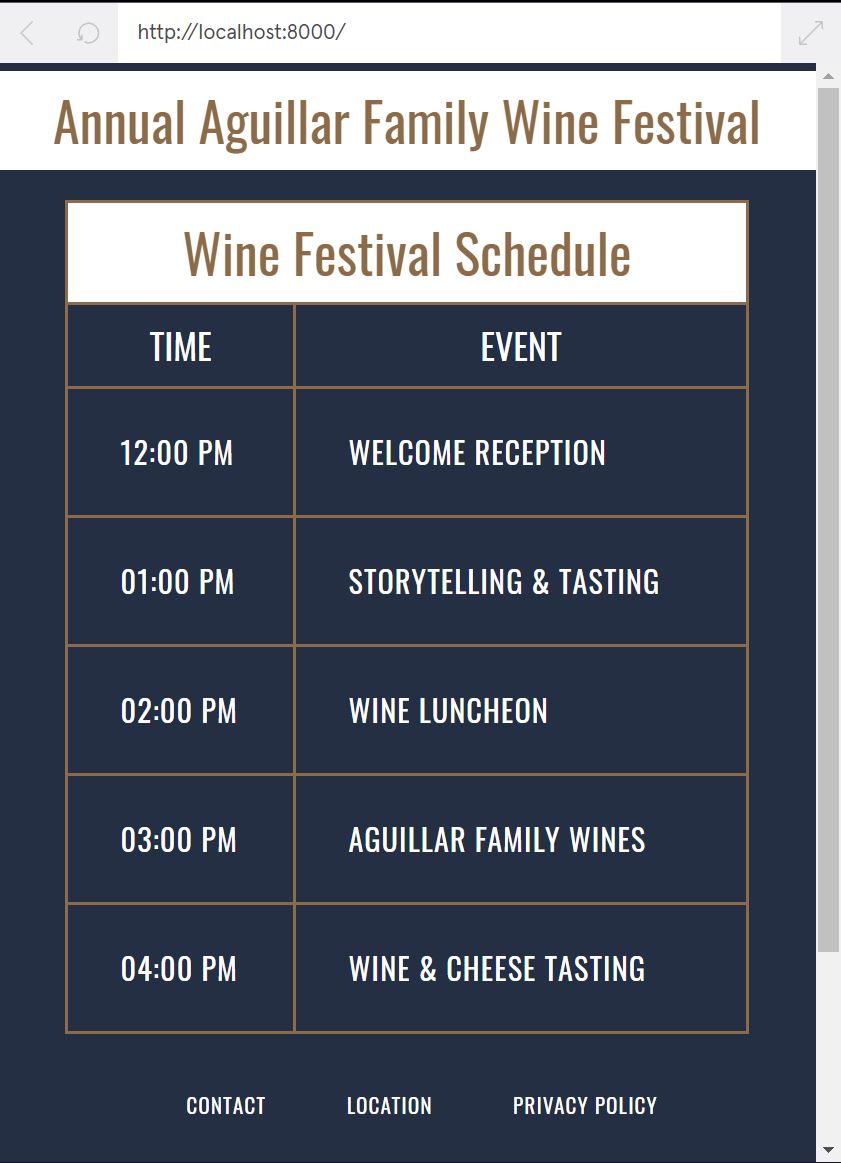 http://localhost:8000/
Annual Aguillar Family Wine Festival
Wine Festival Schedule
TIME EVENT
12:00 PM WELCOME RECEPTION
01:00 PM STORYTELLING & TASTING
02:00 PM WINE LUNCHEON
03:00 PM AGUILLAR FAMILY WINES
04:00 PM WINE & CHEESE TASTING
CONTACT LOCATION PRIVACY POLICY